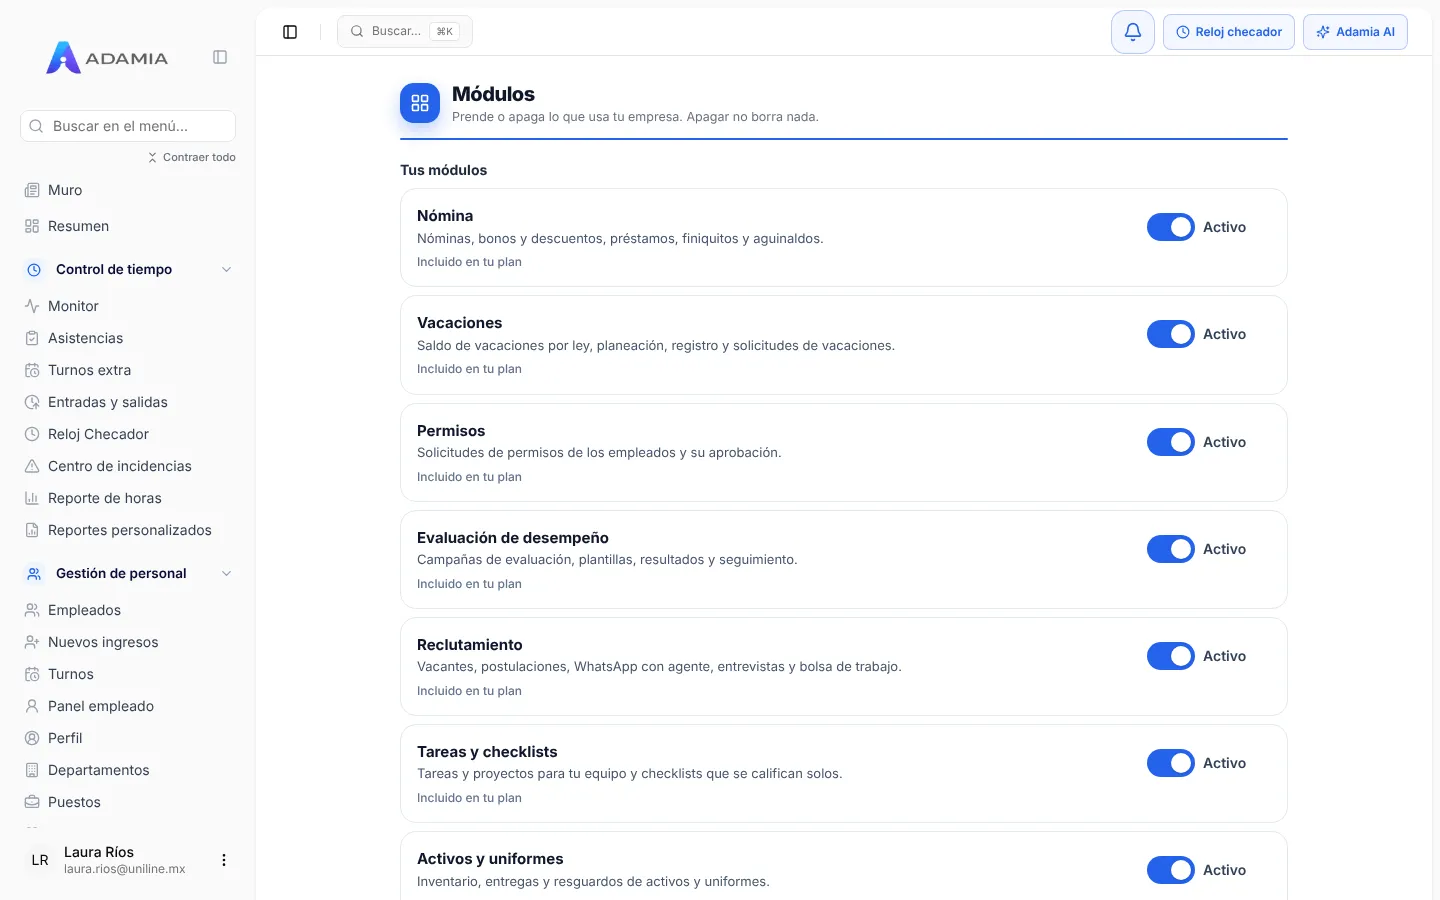 ADAMIA
Buscar en el menú...
Contraer todo
Muro
Resumen
Control de tiempo
Monitor
Asistencias
Turnos extra
Entradas y salidas
Reloj Checador
Centro de incidencias
Reporte de horas
Reportes personalizados
Gestión de personal
Empleados
Nuevos ingresos
Turnos
Panel empleado
Perfil
Departamentos
Puestos
LR
Laura Ríos
laura.rios@uniline.mx
Buscar... ⌘K
Reloj checador
Adamia AI
Módulos
Prende o apaga lo que usa tu empresa. Apagar no borra nada.
Tus módulos
Nómina
Nóminas, bonos y descuentos, préstamos, finiquitos y aguinaldos.
Incluido en tu plan
Activo
Vacaciones
Saldo de vacaciones por ley, planeación, registro y solicitudes de vacaciones.
Incluido en tu plan
Activo
Permisos
Solicitudes de permisos de los empleados y su aprobación.
Incluido en tu plan
Activo
Evaluación de desempeño
Campañas de evaluación, plantillas, resultados y seguimiento.
Incluido en tu plan
Activo
Reclutamiento
Vacantes, postulaciones, WhatsApp con agente, entrevistas y bolsa de trabajo.
Incluido en tu plan
Activo
Tareas y checklists
Tareas y proyectos para tu equipo y checklists que se califican solos.
Incluido en tu plan
Activo
Activos y uniformes
Inventario, entregas y resguardos de activos y uniformes.
Activo